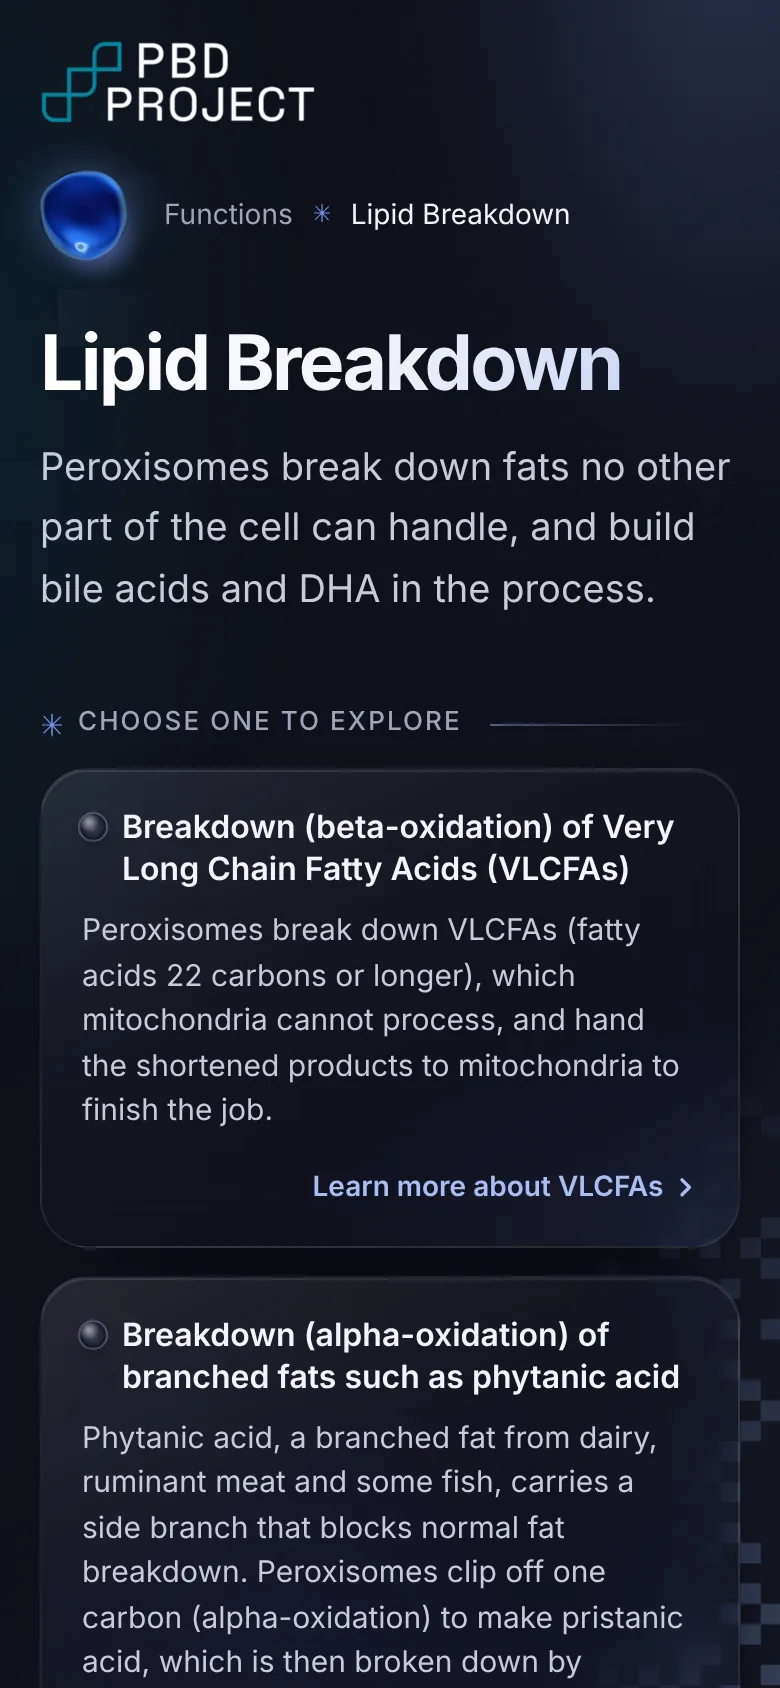 PBD
PROJECT
Functions * Lipid Breakdown
Lipid Breakdown
Peroxisomes break down fats no other
part of the cell can handle, and build
bile acids and DHA in the process.
CHOOSE ONE TO EXPLORE
Breakdown (beta-oxidation) of Very
Long Chain Fatty Acids (VLCFAs)
Peroxisomes break down VLCFAs (fatty
acids 22 carbons or longer), which
mitochondria cannot process, and hand
the shortened products to mitochondria to
finish the job.
Learn more about VLCFAs >
Breakdown (alpha-oxidation) of
branched fats such as phytanic acid
Phytanic acid, a branched fat from dairy,
ruminant meat and some fish, carries a
side branch that blocks normal fat
breakdown. Peroxisomes clip off one
carbon (alpha-oxidation) to make pristanic
acid, which is then broken down by